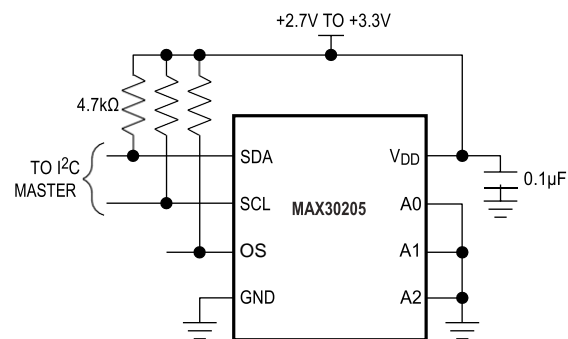 +2.7V TO +3.3V
4.7kΩ
TO I²C
MASTER
SDA
SCL
OS
GND
MAX30205
VDD
A0
A1
A2
0.1µF